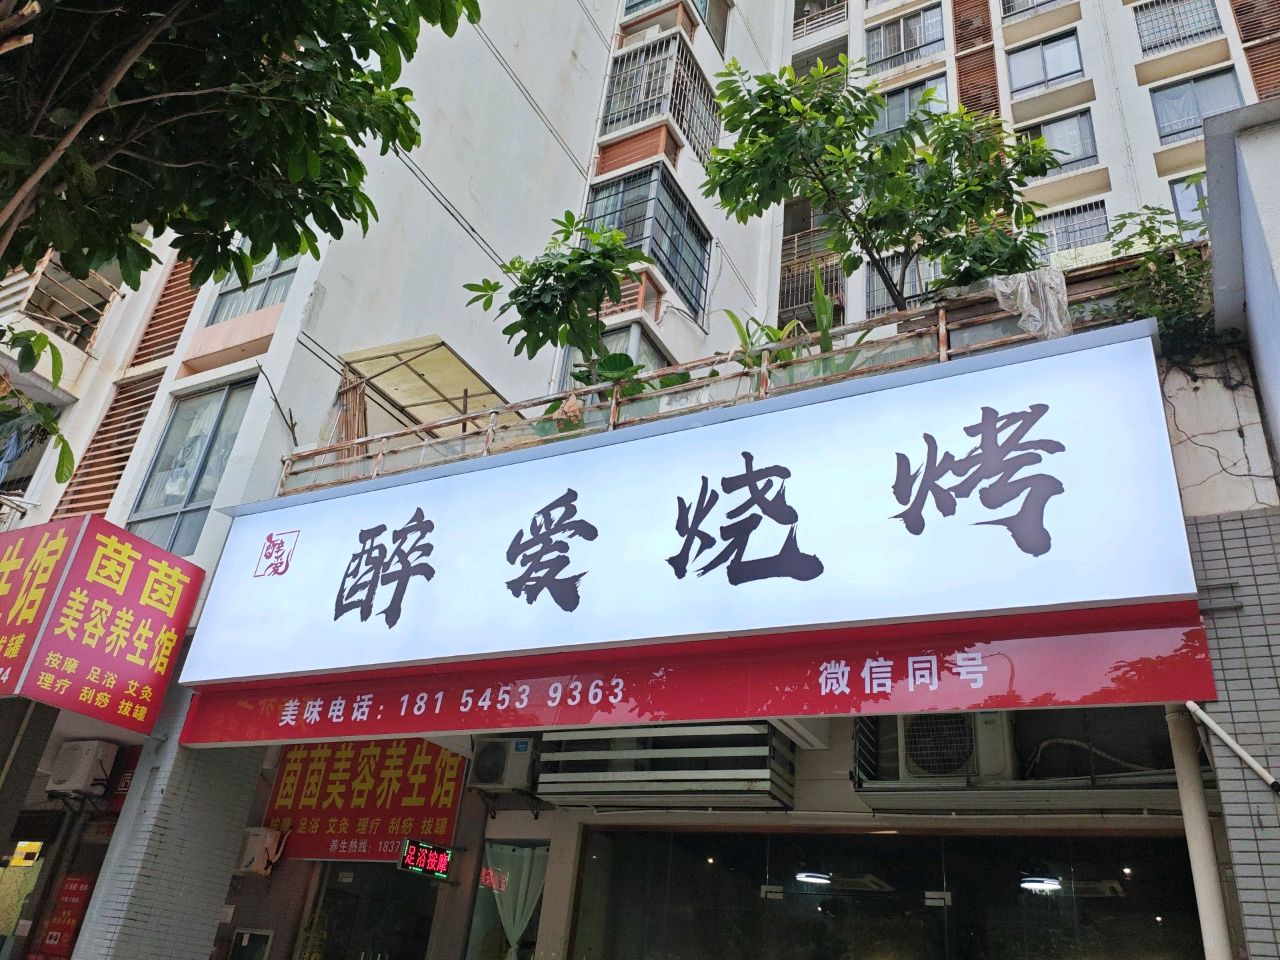 醉爱烧烤
美味电话：181 5453 9363
微信同号
茵茵
美容养生馆
按摩 足浴 艾灸
理疗 刮痧 拔罐
生馆
拔罐
茵茵美容养生馆
按摩 足浴 艾灸 理疗 刮痧 拔罐
养生热线：1837
足浴按摩